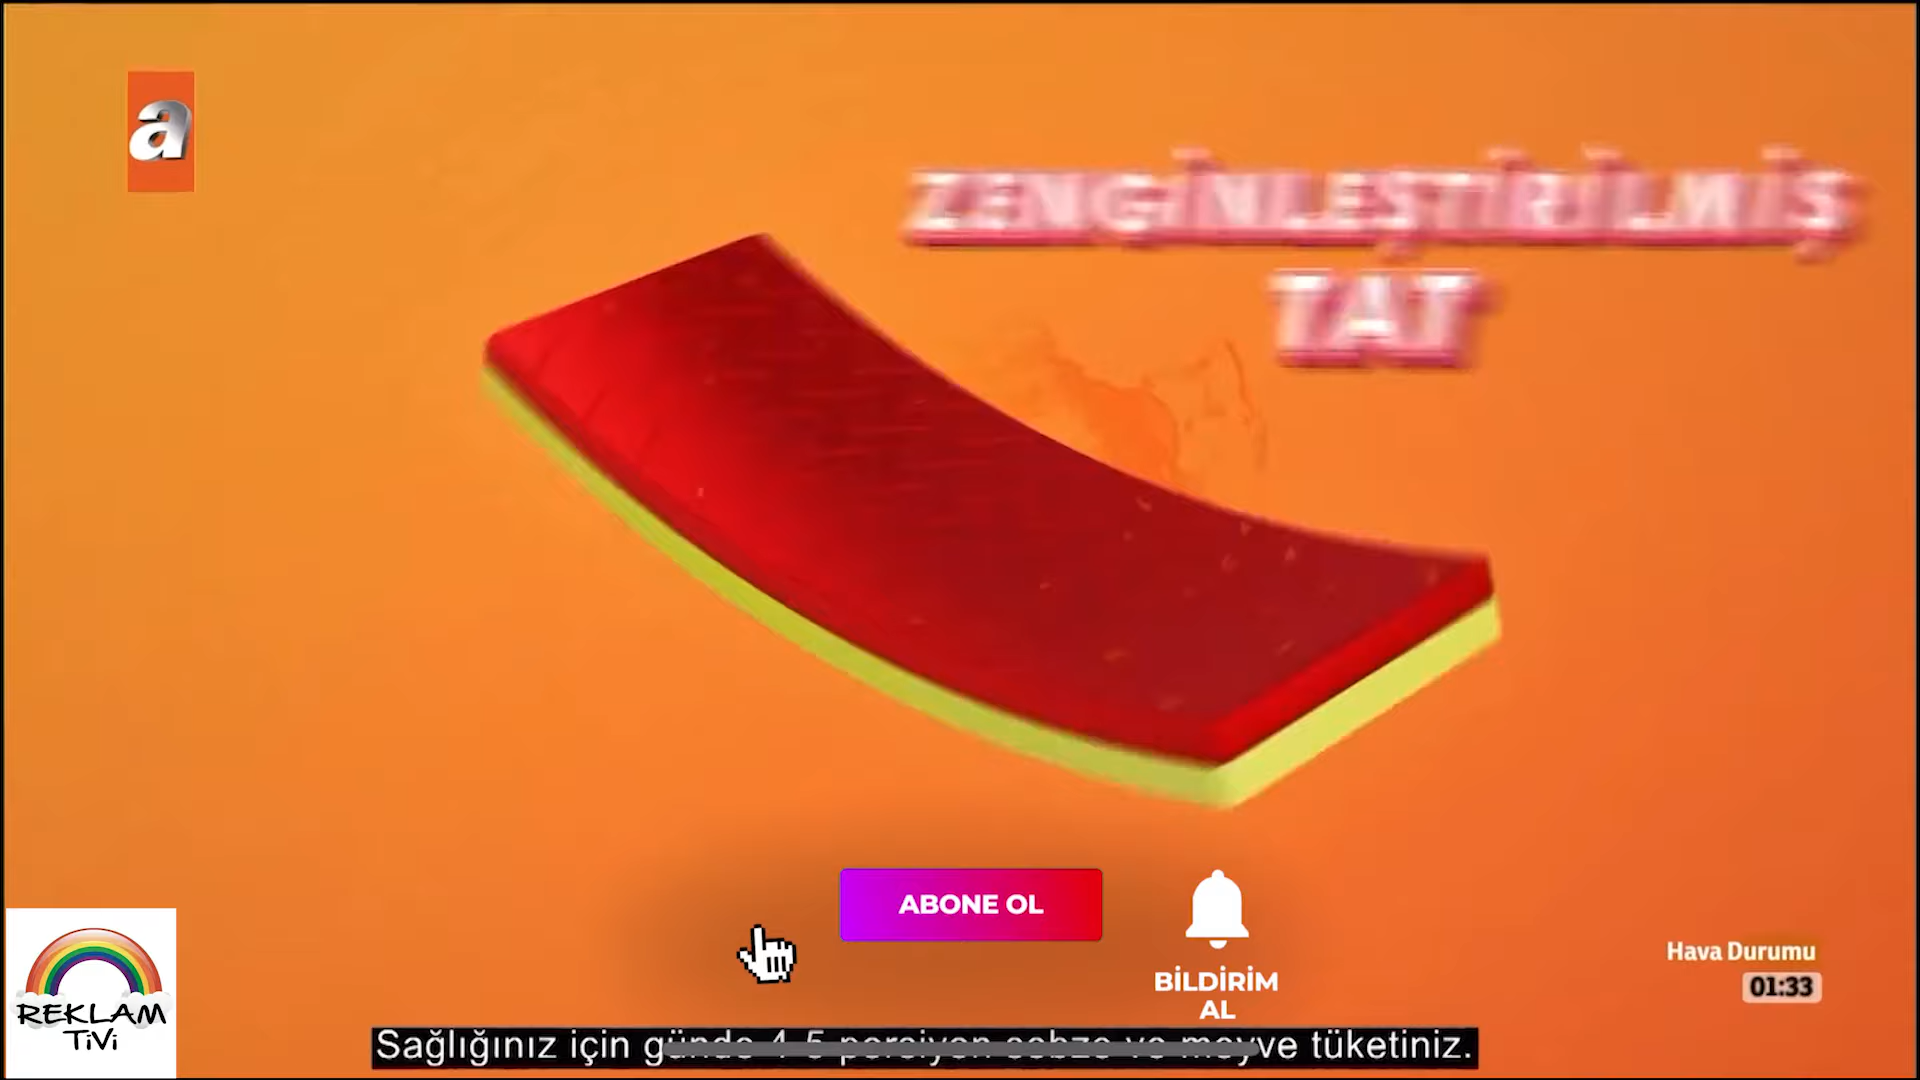 a
ZENGİNLEŞTİRİLMİŞ
TAT
ABONE OL
BİLDİRİM
AL
Hava Durumu
01:33
REKLAM
TiVi
Sağlığınız için günde 4-5 porsiyon sebze ve meyve tüketiniz.